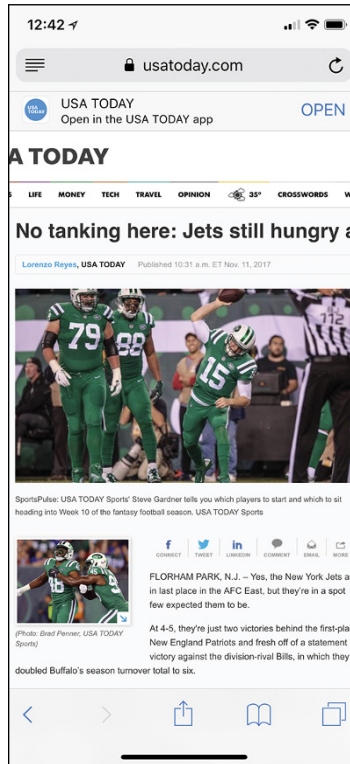 12:42
usatoday.com
USA TODAY
USA TODAY
Open in the USA TODAY app
OPEN
A TODAY
S LIFE MONEY TECH TRAVEL OPINION 35° CROSSWORDS
No tanking here: Jets still hungry a
Lorenzo Reyes, USA TODAY Published 10:31 a.m. ET Nov. 11, 2017
79
88
15
112
SportsPulse: USA TODAY Sports' Steve Gardner tells you which players to start and which to sit
heading into Week 10 of the fantasy football season. USA TODAY Sports
CONNECT TWEET LINKEDIN COMMENT EMAIL MORE
FLORHAM PARK, N.J. – Yes, the New York Jets a
in last place in the AFC East, but they're in a spot
few expected them to be.
(Photo: Brad Penner, USA TODAY
Sports)
At 4-5, they're just two victories behind the first-pla
New England Patriots and fresh off of a statement
victory against the division-rival Bills, in which they
doubled Buffalo's season turnover total to six.